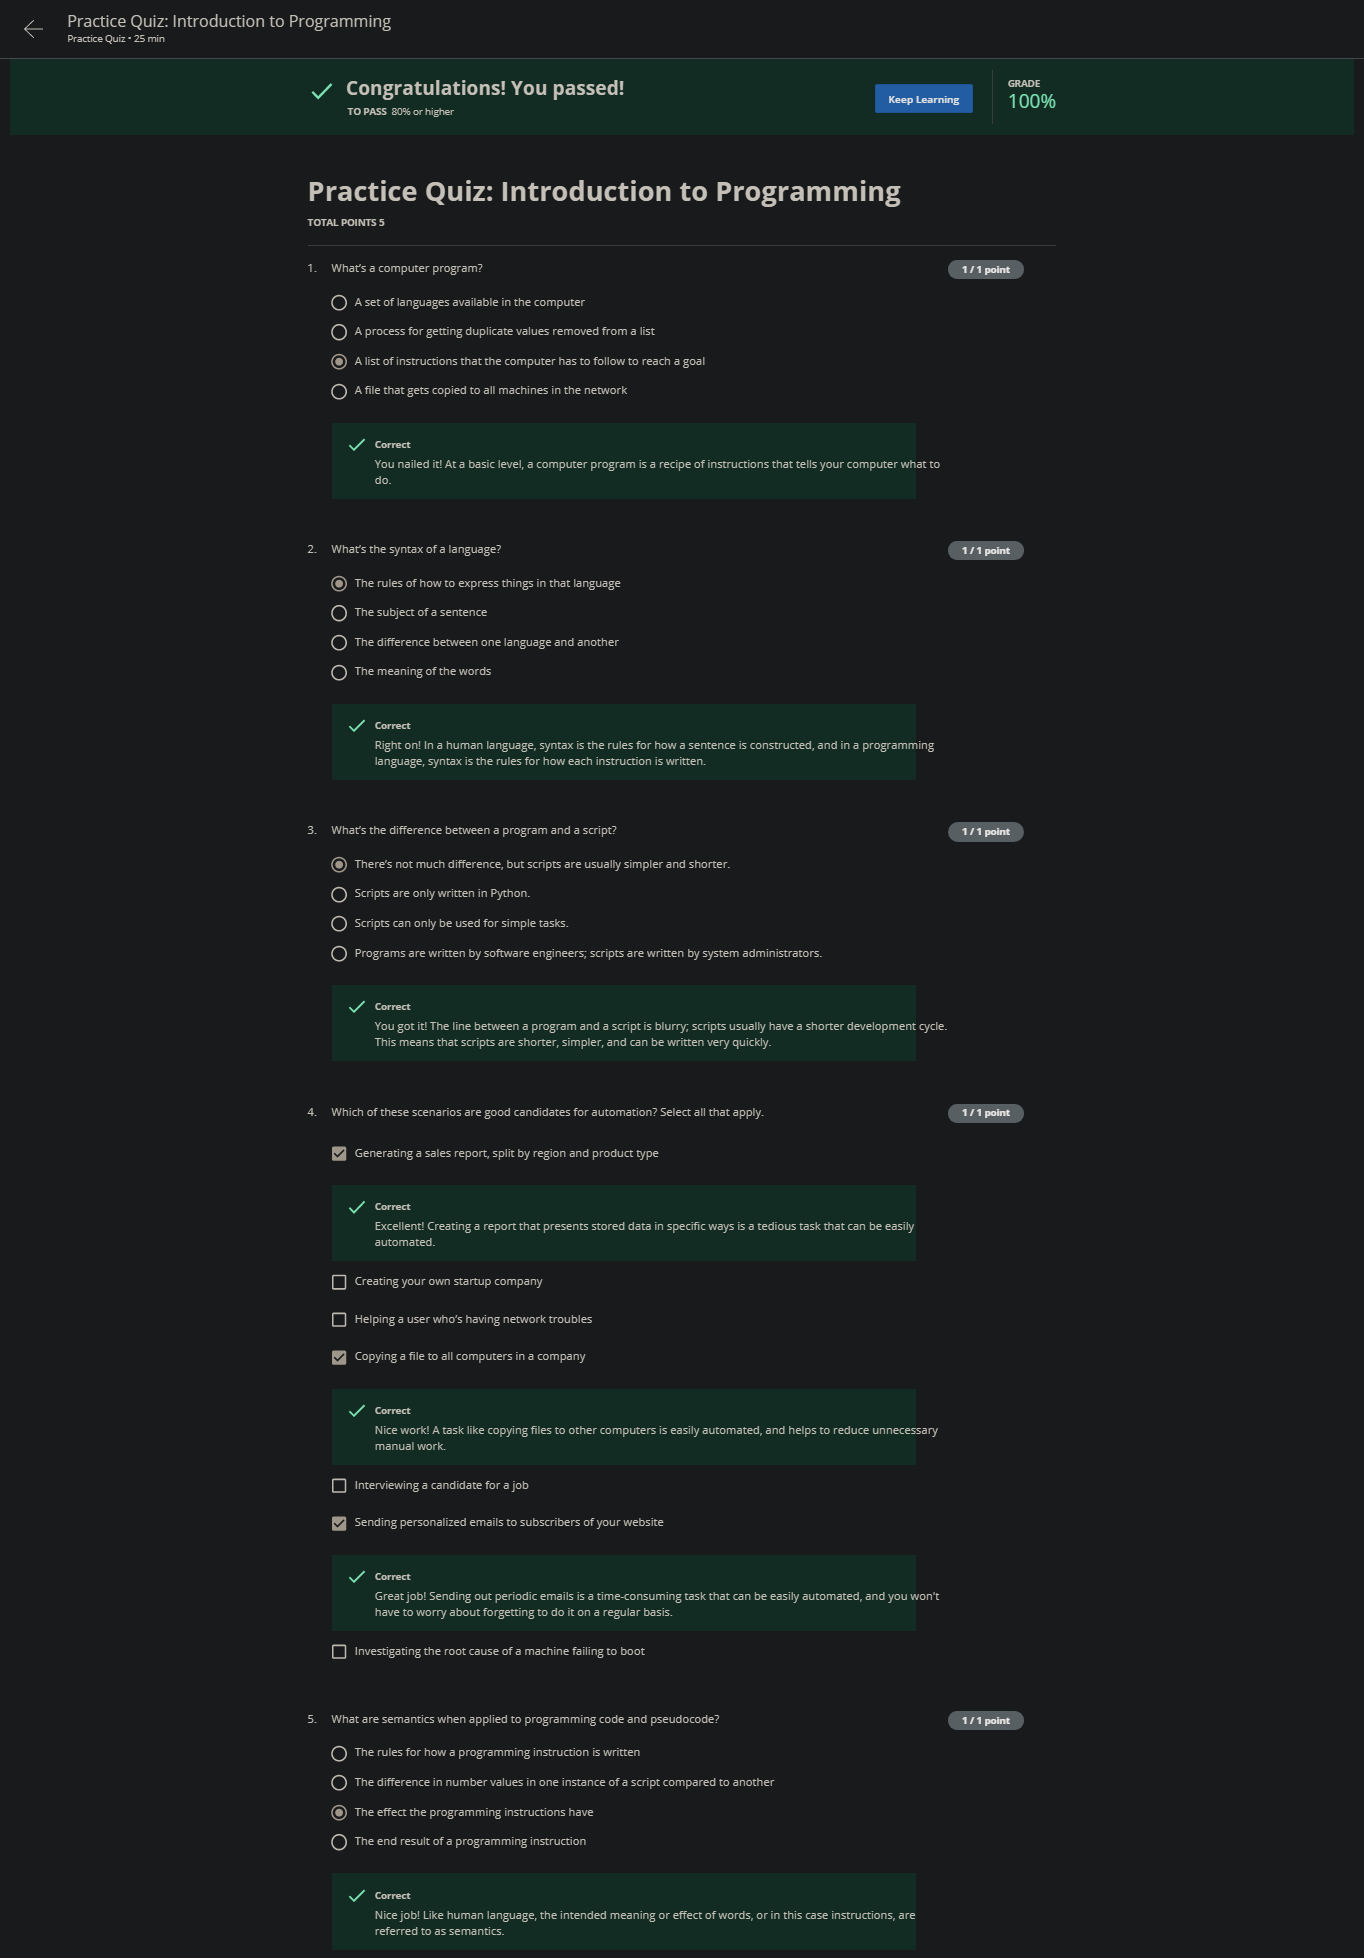 Practice Quiz: Introduction to Programming
Practice Quiz • 25 min
Congratulations! You passed!
TO PASS 80% or higher
Keep Learning
GRADE
100%
Practice Quiz: Introduction to Programming
TOTAL POINTS 5
1. What's a computer program?
1 / 1 point
A set of languages available in the computer
A process for getting duplicate values removed from a list
A list of instructions that the computer has to follow to reach a goal
A file that gets copied to all machines in the network
Correct
You nailed it! At a basic level, a computer program is a recipe of instructions that tells your computer what to
do.
2. What's the syntax of a language?
1 / 1 point
The rules of how to express things in that language
The subject of a sentence
The difference between one language and another
The meaning of the words
Correct
Right on! In a human language, syntax is the rules for how a sentence is constructed, and in a programming
language, syntax is the rules for how each instruction is written.
3. What's the difference between a program and a script?
1 / 1 point
There's not much difference, but scripts are usually simpler and shorter.
Scripts are only written in Python.
Scripts can only be used for simple tasks.
Programs are written by software engineers; scripts are written by system administrators.
Correct
You got it! The line between a program and a script is blurry; scripts usually have a shorter development cycle.
This means that scripts are shorter, simpler, and can be written very quickly.
4. Which of these scenarios are good candidates for automation? Select all that apply.
1 / 1 point
Generating a sales report, split by region and product type
Correct
Excellent! Creating a report that presents stored data in specific ways is a tedious task that can be easily
automated.
Creating your own startup company
Helping a user who's having network troubles
Copying a file to all computers in a company
Correct
Nice work! A task like copying files to other computers is easily automated, and helps to reduce unnecessary
manual work.
Interviewing a candidate for a job
Sending personalized emails to subscribers of your website
Correct
Great job! Sending out periodic emails is a time-consuming task that can be easily automated, and you won't
have to worry about forgetting to do it on a regular basis.
Investigating the root cause of a machine failing to boot
5. What are semantics when applied to programming code and pseudocode?
1 / 1 point
The rules for how a programming instruction is written
The difference in number values in one instance of a script compared to another
The effect the programming instructions have
The end result of a programming instruction
Correct
Nice job! Like human language, the intended meaning or effect of words, or in this case instructions, are
referred to as semantics.